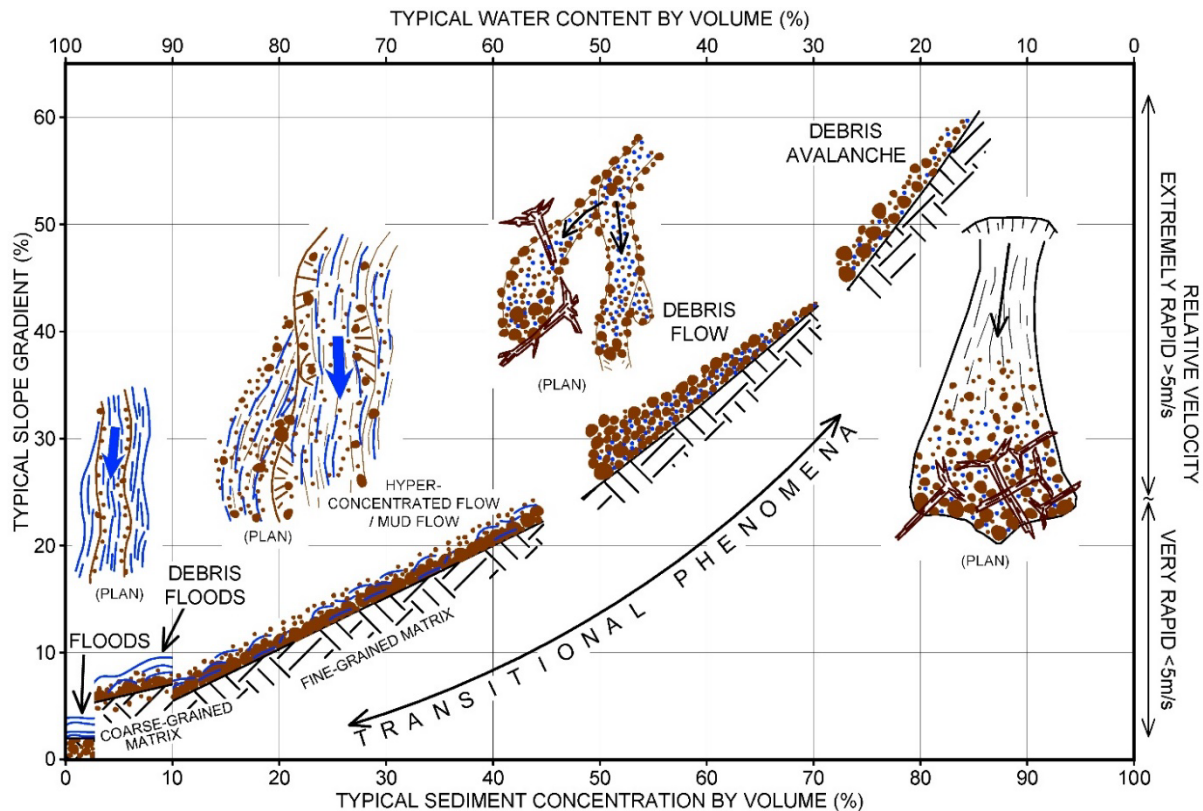 TYPICAL WATER CONTENT BY VOLUME (%)
100 90 80 70 60 50 40 30 20 10 0
TYPICAL SLOPE GRADIENT (%)
60
50
40
30
20
10
0
DEBRIS
AVALANCHE
DEBRIS
FLOW
(PLAN)
HYPER-
CONCENTRATED FLOW
/ MUD FLOW
(PLAN)
(PLAN)
(PLAN)
DEBRIS
FLOODS
FLOODS
FINE-GRAINED MATRIX
COARSE-GRAINED
MATRIX
TRANSITIONAL PHENOMENA
EXTREMELY RAPID >5m/s
VERY RAPID <5m/s
RELATIVE VELOCITY
0 10 20 30 40 50 60 70 80 90 100
TYPICAL SEDIMENT CONCENTRATION BY VOLUME (%)